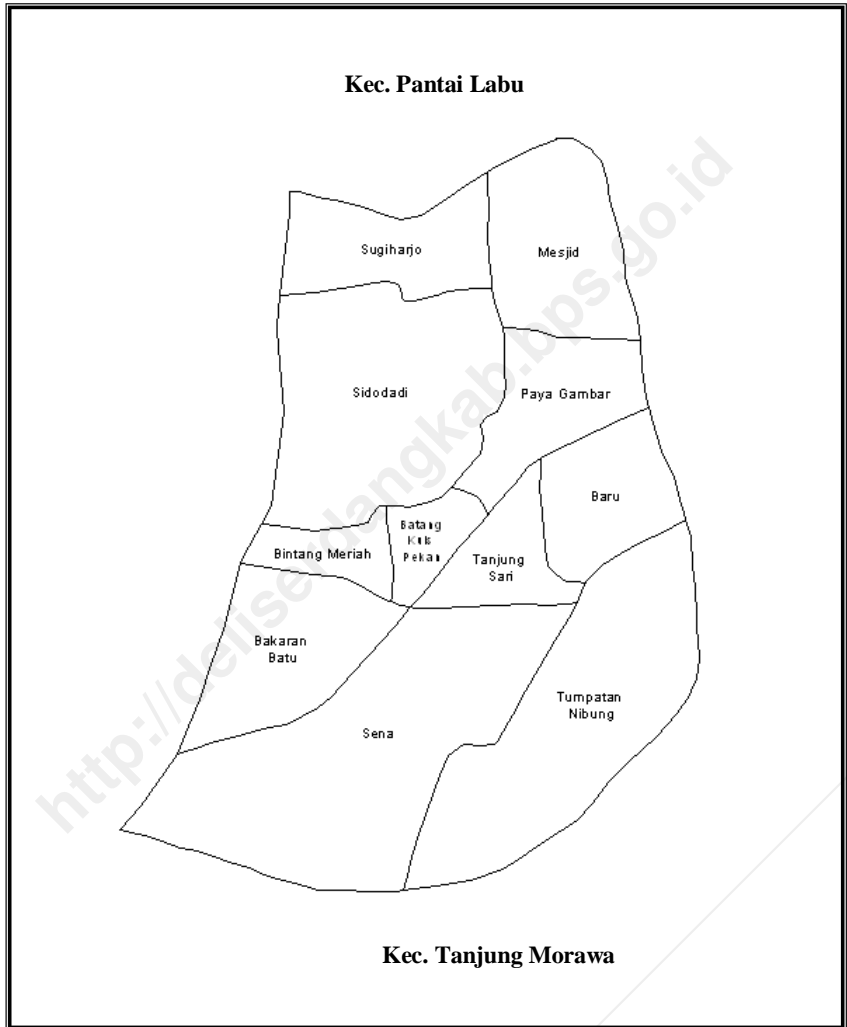 Kec. Pantai Labu
Sugiharjo
Mesjid
Sidodadi
Paya Gambar
Baru
Batang
Kuis
Pekan
Bintang Meriah
Tanjung
Sari
Bakaran
Batu
Tumpatan
Nibung
Sena
Kec. Tanjung Morawa
http://deliserdangkab.bps.go.id